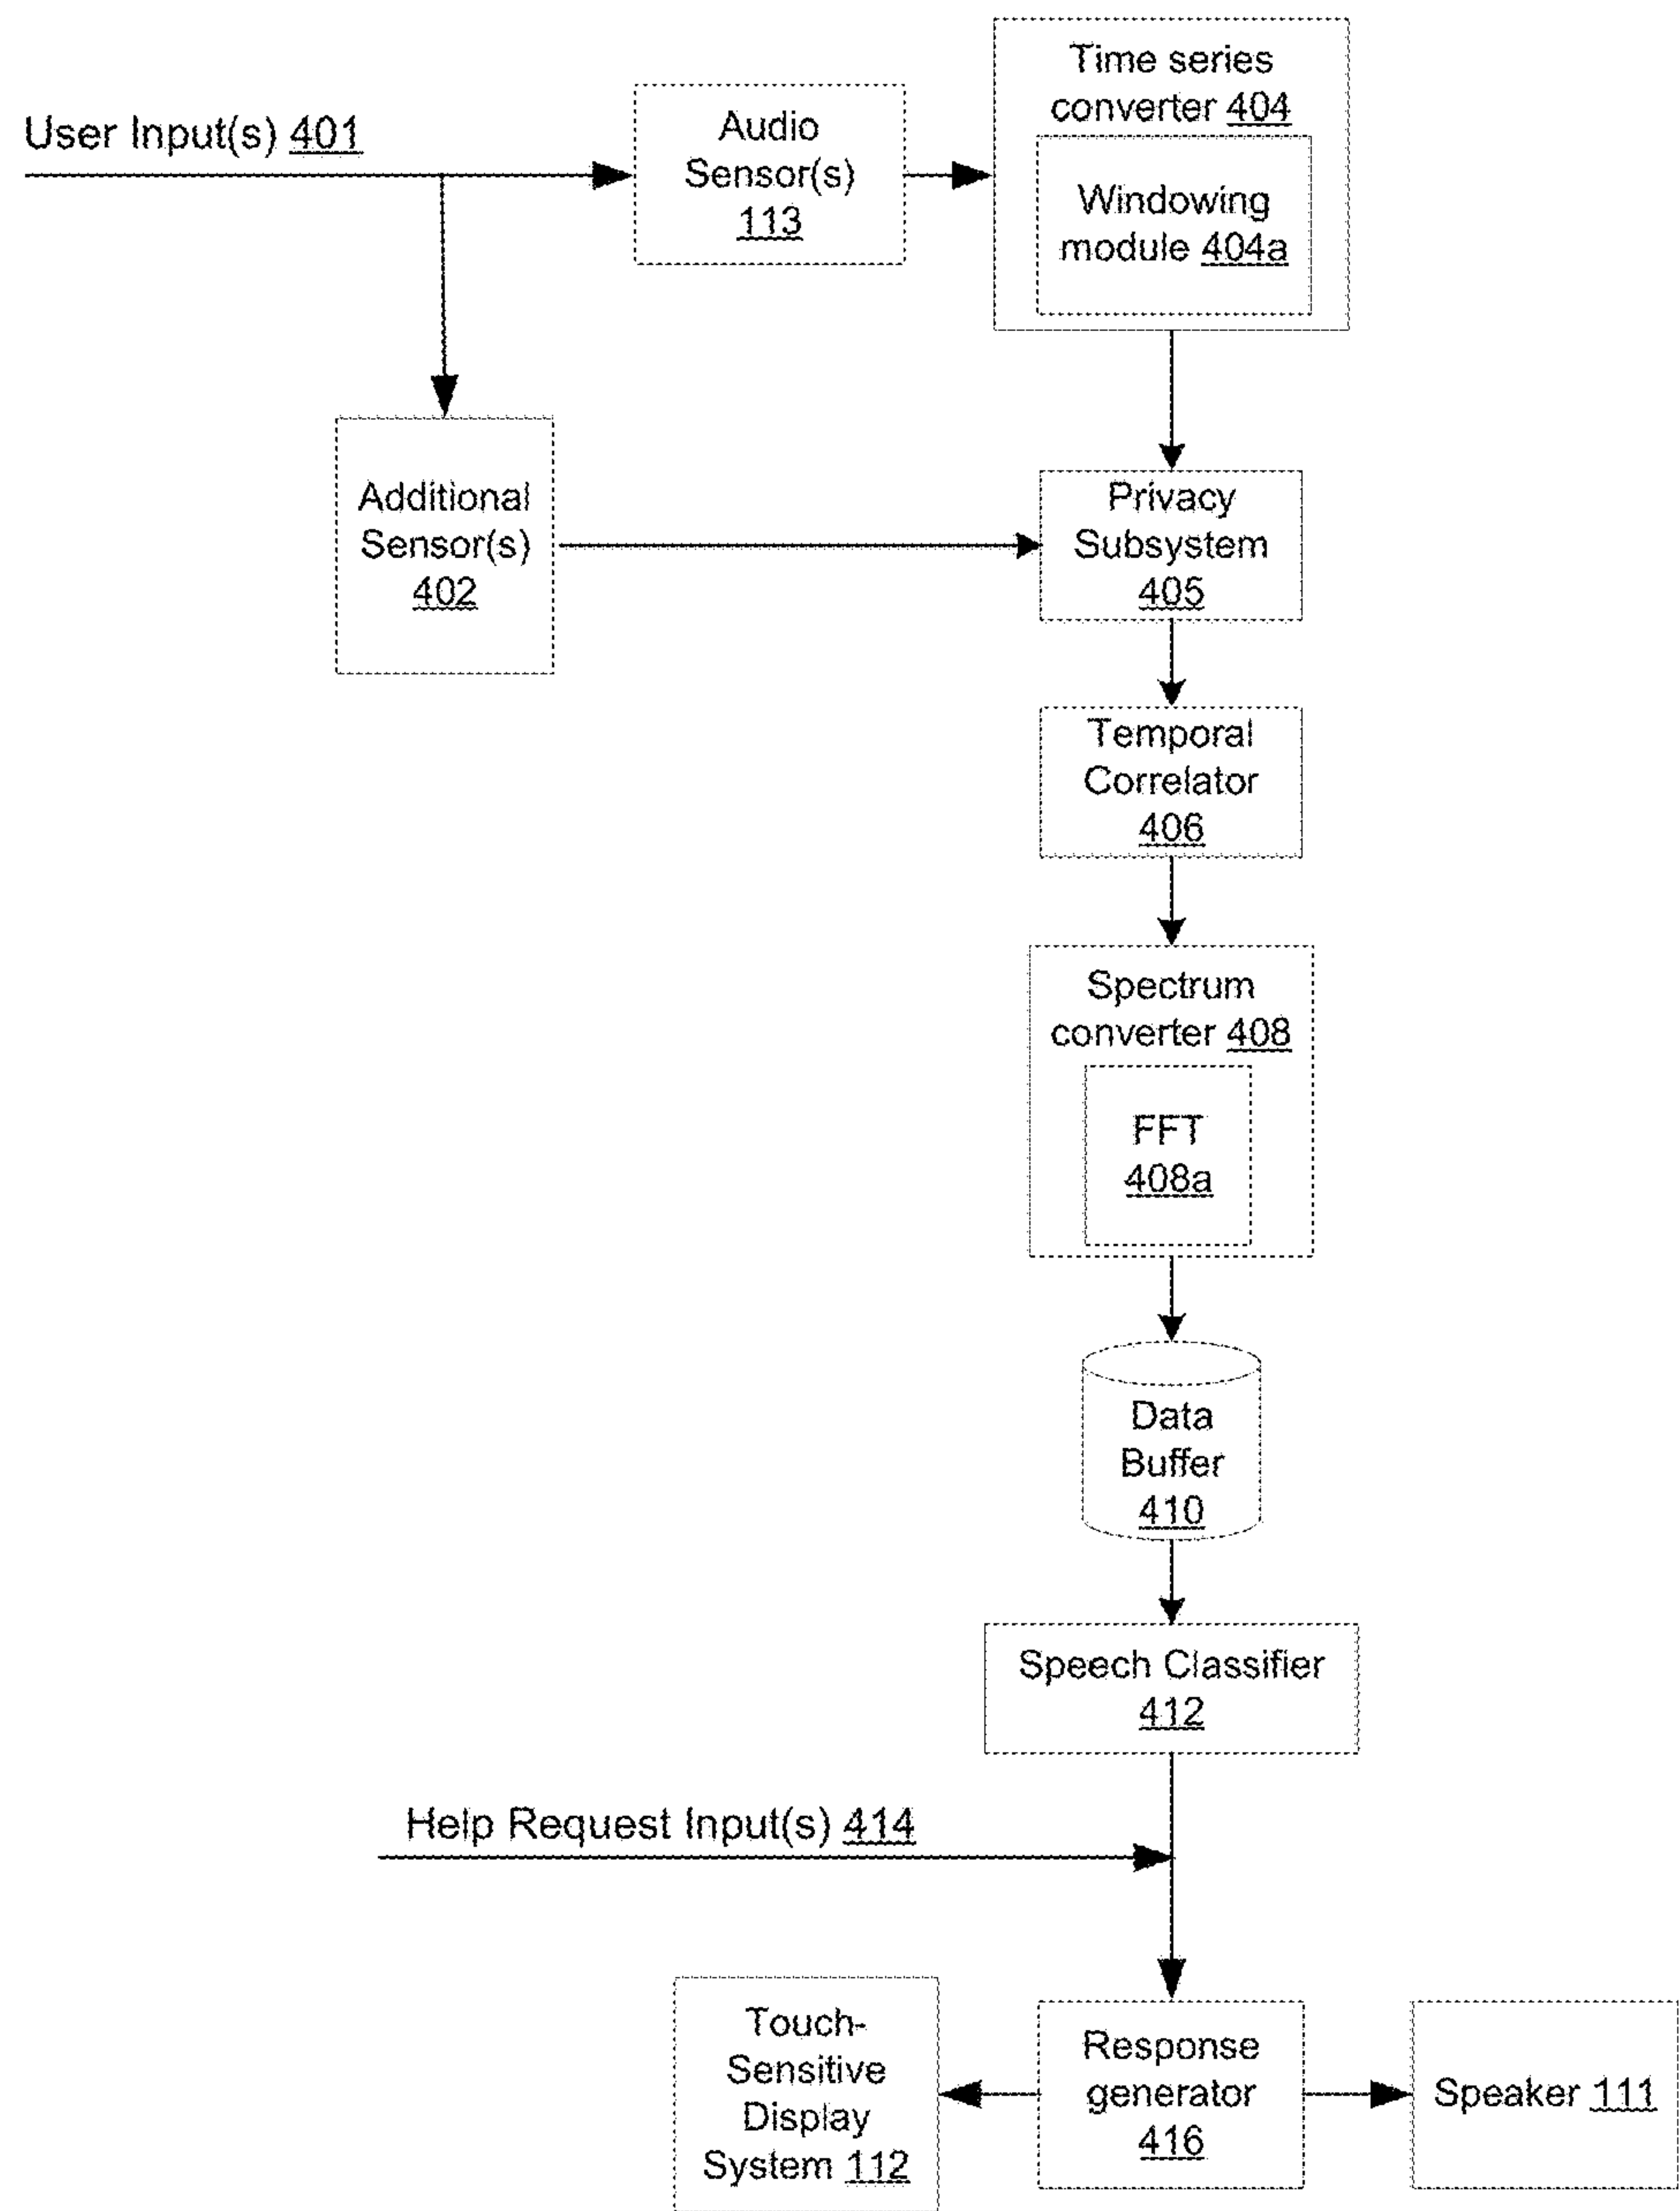 Time series
converter 404
User Input(s) 401
Audio
Sensor(s)
113
Windowing
module 404a
Additional
Sensor(s)
402
Privacy
Subsystem
405
Temporal
Correlator
406
Spectrum
converter 408
FFT
408a
Data
Buffer
410
Speech Classifier
412
Help Request Input(s) 414
Touch-
Sensitive
Display
System 112
Response
generator
416
Speaker 111